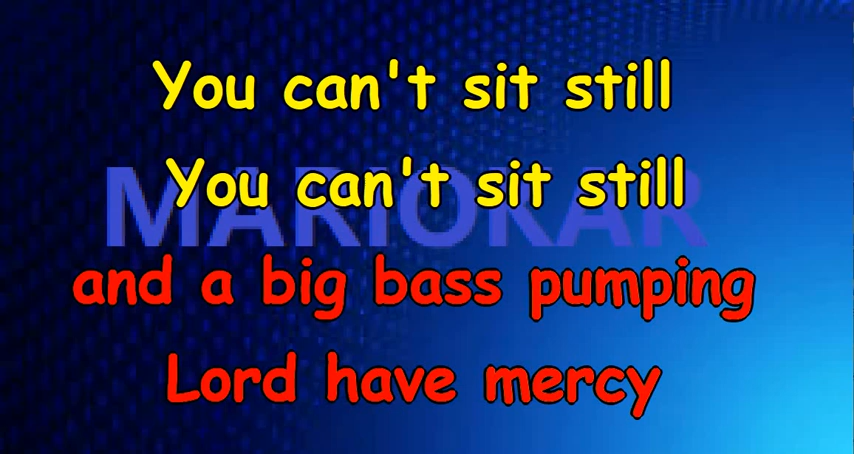 You can't sit still
You can't sit still
MARIOKAR
and a big bass pumping
Lord have mercy